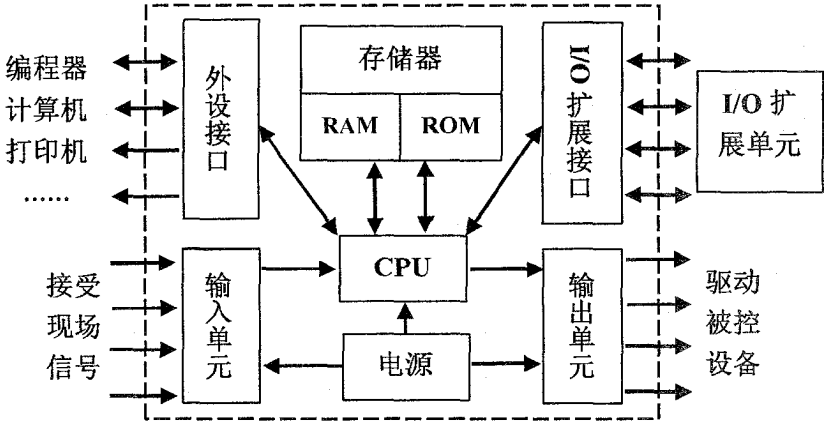 编程器
计算机
打印机
......
外设接口
存储器
RAM
ROM
I/O扩展接口
I/O 扩
展单元
CPU
接受
现场
信号
输入单元
电源
输出单元
驱动
被控
设备